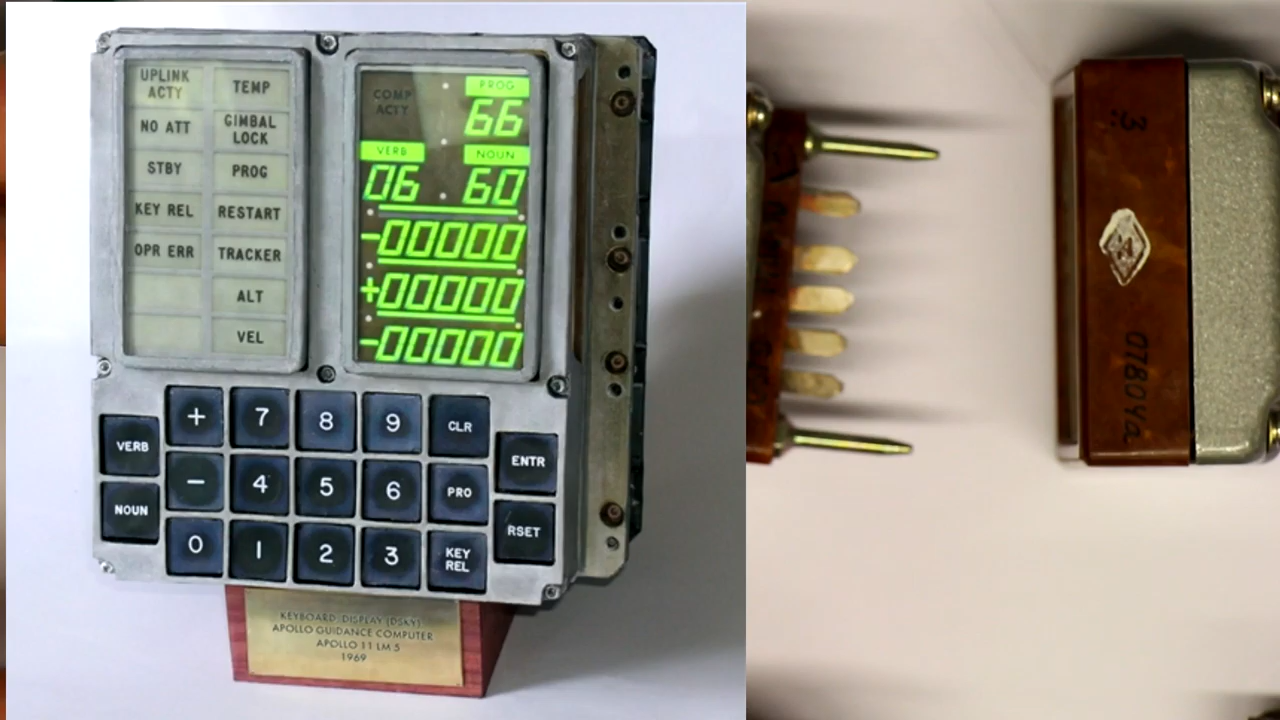 UPLINK
ACTY
TEMP
NO ATT
GIMBAL
LOCK
STBY
PROG
KEY REL
RESTART
OPR ERR
TRACKER
ALT
VEL
COMP
ACTY
PROG
66
VERB
NOUN
06
60
-00000
+00000
-00000
VERB
NOUN
+
7
8
9
CLR
-
4
5
6
PRO
0
1
2
3
KEY
REL
ENTR
RSET
KEYBOARD, DISPLAY (DSKY)
APOLLO GUIDANCE COMPUTER
APOLLO 11 LM 5
1969